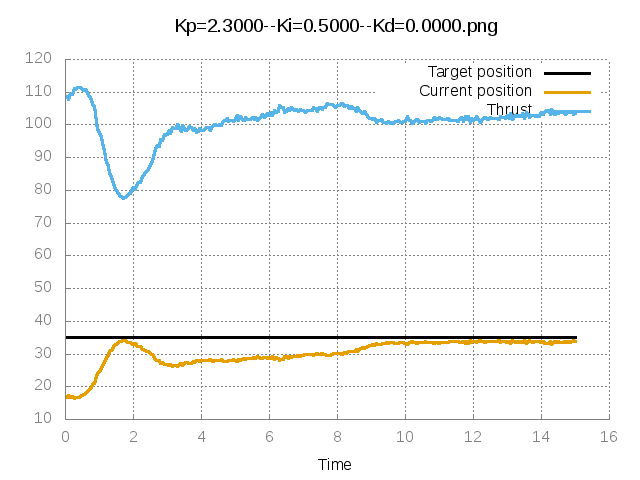 Kp=2.3000--Ki=0.5000--Kd=0.0000.png
120
110
100
90
80
70
60
50
40
30
20
10
Target position
Current position
Thrust
0 2 4 6 8 10 12 14 16
Time